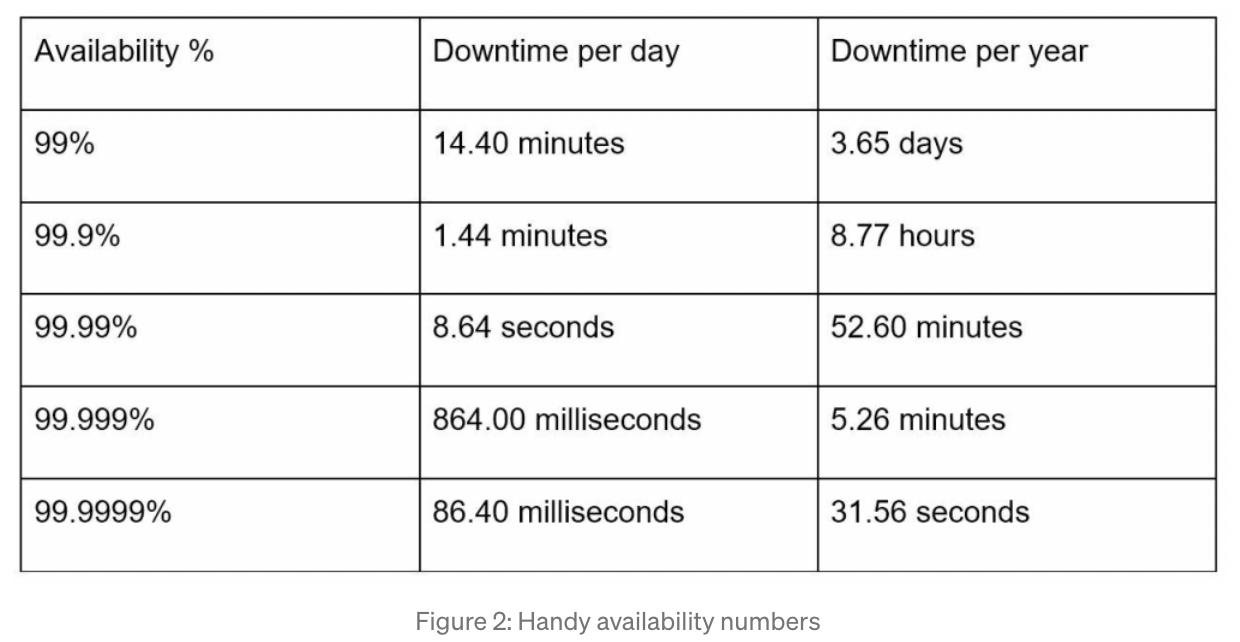 Availability % Downtime per day Downtime per year
99% 14.40 minutes 3.65 days
99.9% 1.44 minutes 8.77 hours
99.99% 8.64 seconds 52.60 minutes
99.999% 864.00 milliseconds 5.26 minutes
99.9999% 86.40 milliseconds 31.56 seconds
Figure 2: Handy availability numbers